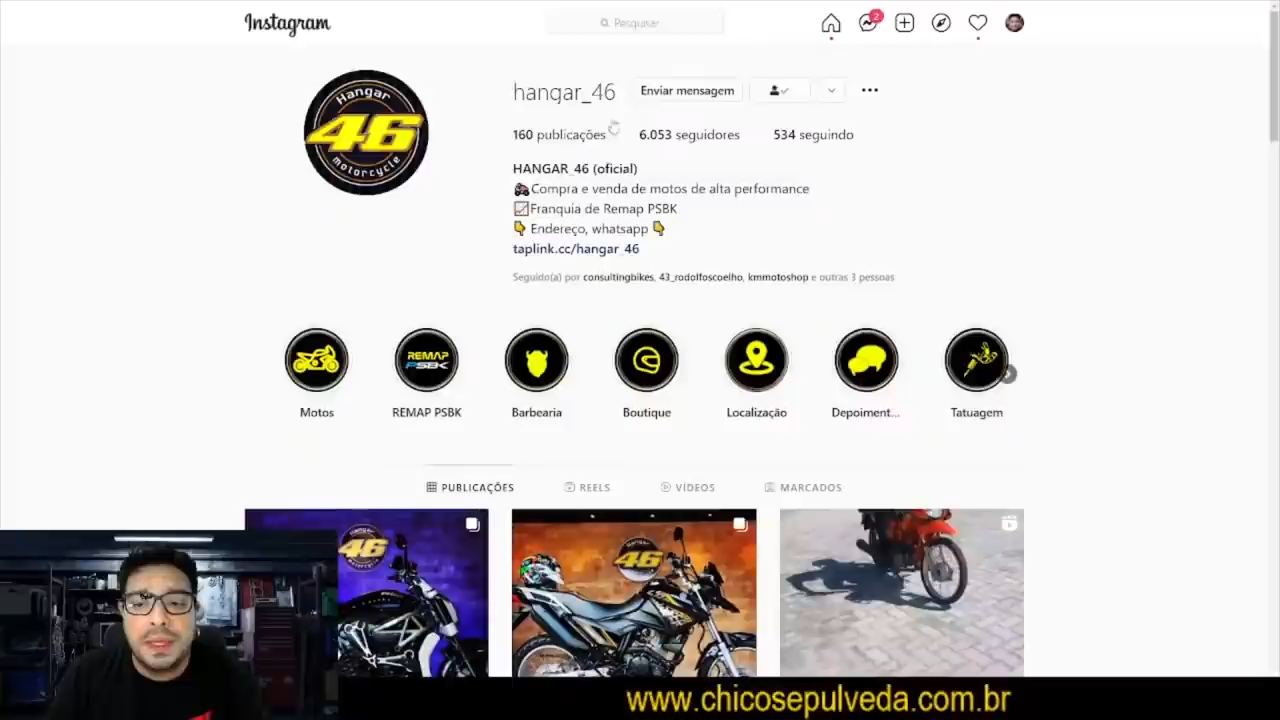 Instagram
Pesquisar
2
hangar_46
Enviar mensagem
160 publicações
6.053 seguidores
534 seguindo
HANGAR_46 (oficial)
Compra e venda de motos de alta performance
Franquia de Remap PSBK
Endereço, whatsapp
taplink.cc/hangar_46
Seguido(a) por consultingbikes, 43_rodolfoscoelho, kmmotoshop e outras 3 pessoas
Hangar
46
motorcycle
REMAP
PSBK
Motos
REMAP PSBK
Barbearia
Boutique
Localização
Depoiment...
Tatuagem
PUBLICAÇÕES
REELS
VÍDEOS
MARCADOS
46
46
www.chicosepulveda.com.br